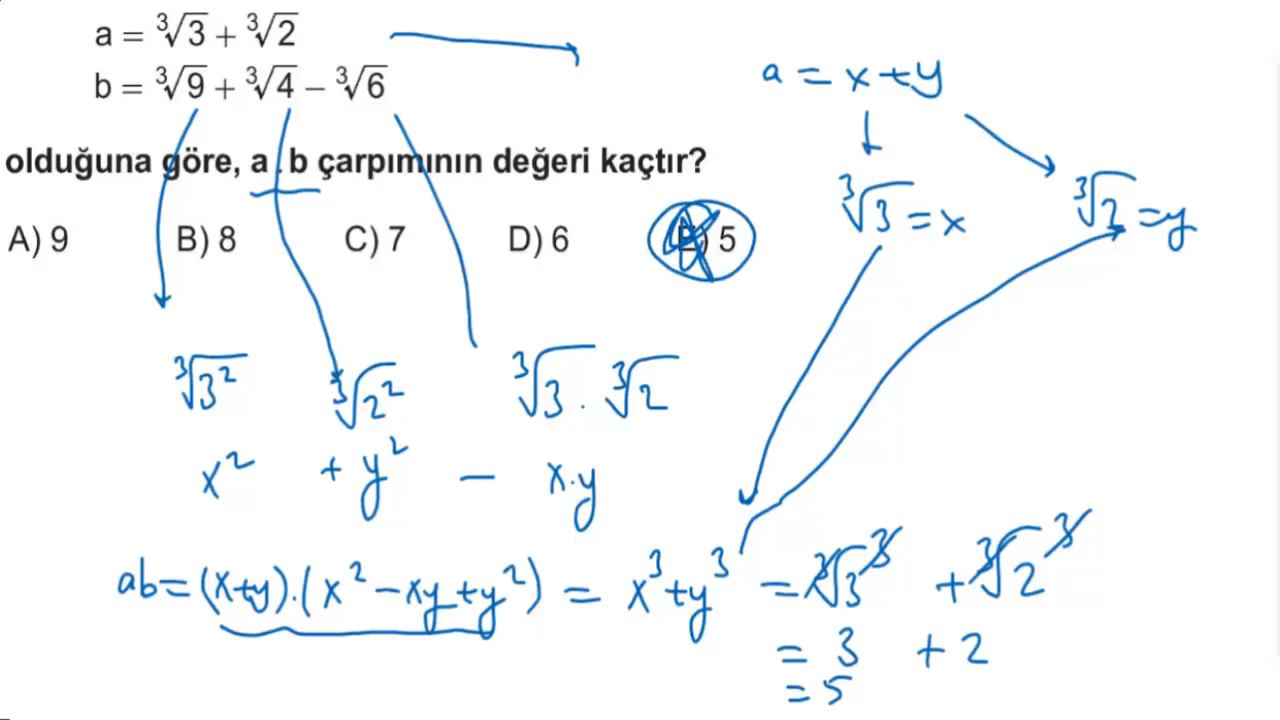 a = ∛3 + ∛2
b = ∛9 + ∛4 − ∛6
a = x+y
olduğuna göre, a . b çarpımının değeri kaçtır?
∛3 = x ∛2 = y
A) 9 B) 8 C) 7 D) 6 E) 5
∛3² ∛2² ∛3 . ∛2
x² + y² − x.y
ab = (x+y).(x² − xy + y²) = x³ + y³ = ∛3³ + ∛2³
= 3 + 2
= 5